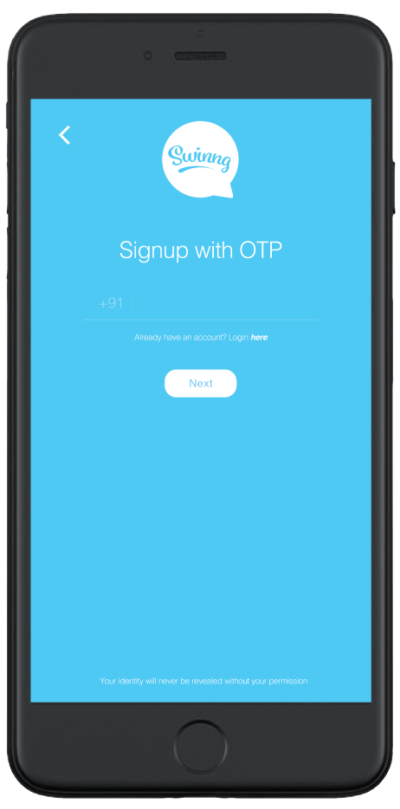 Swinng
Signup with OTP
+91
Already have an account? Login here
Next
Your identity will never be revealed without your permission